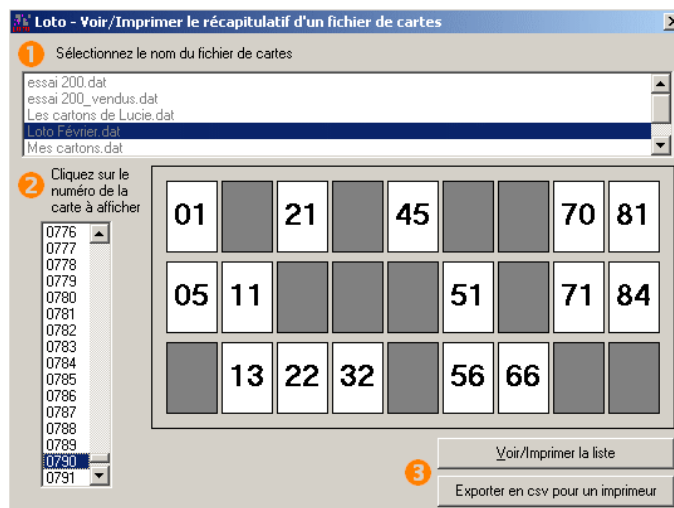 Loto - Voir/Imprimer le récapitulatif d'un fichier de cartes
1 Sélectionnez le nom du fichier de cartes
essai 200.dat
essai 200_vendus.dat
Les cartons de Lucie.dat
Loto Février.dat
Mes cartons.dat
2 Cliquez sur le
numéro de la
carte à afficher
0776
0777
0778
0779
0780
0781
0782
0783
0784
0785
0786
0787
0788
0789
0790
0791
01 21 45 70 81
05 11 51 71 84
13 22 32 56 66
3
Voir/Imprimer la liste
Exporter en csv pour un imprimeur